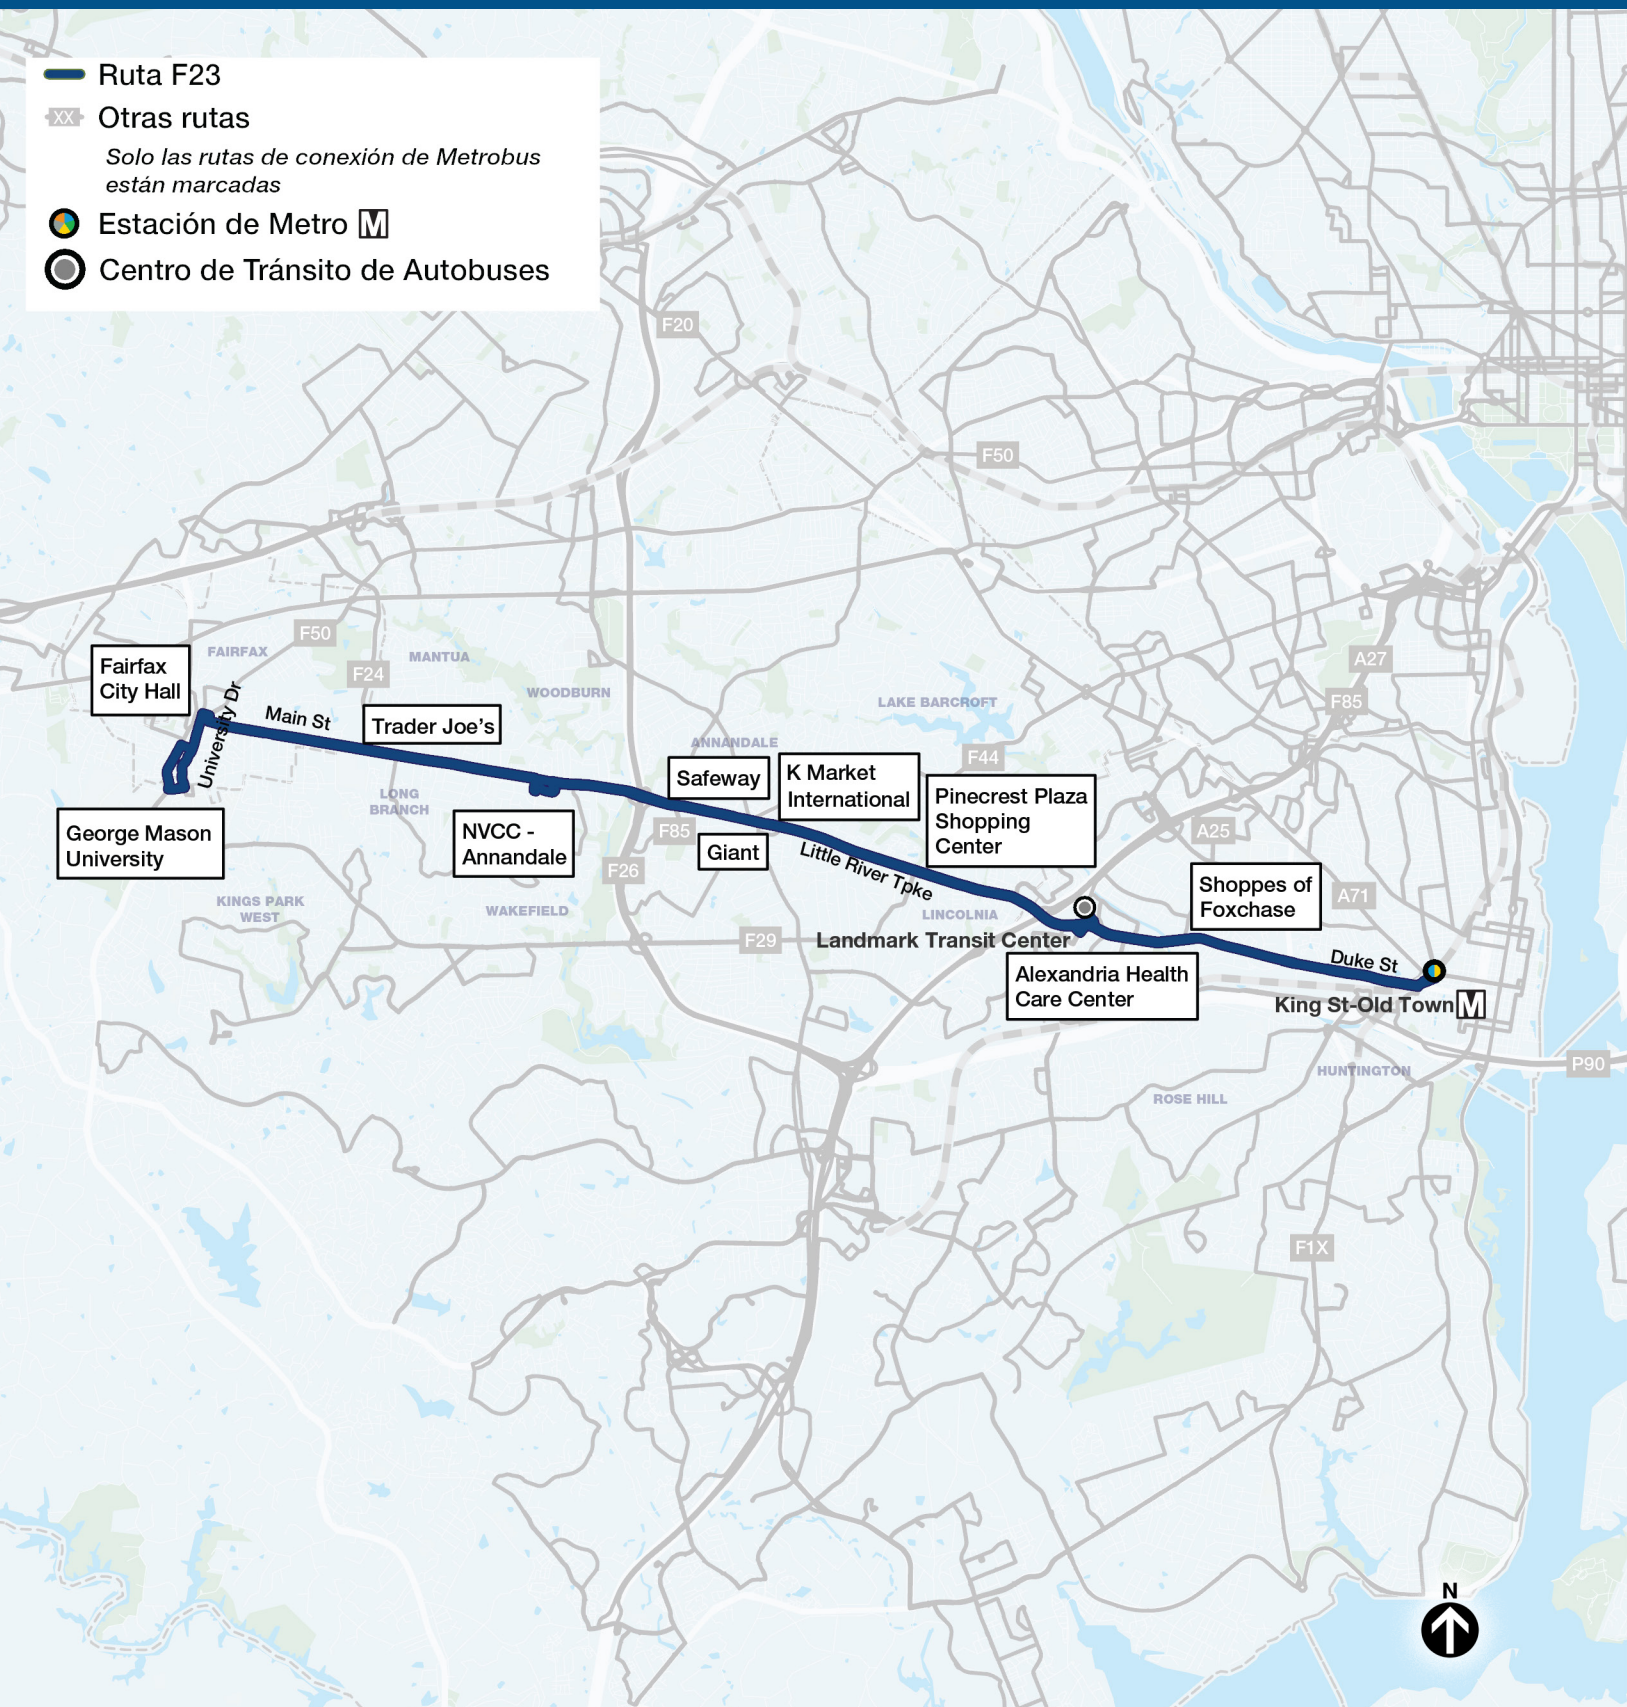 Ruta F23
XX
Otras rutas
Solo las rutas de conexión de Metrobus
están marcadas
Estación de Metro M
Centro de Tránsito de Autobuses
F20
F50
F50
FAIRFAX
MANTUA
F24
A27
Fairfax
City Hall
WOODBURN
LAKE BARCROFT
F85
University Dr
Main St
Trader Joe's
ANNANDALE
F44
Safeway
K Market
International
Pinecrest Plaza
Shopping
Center
LONG
BRANCH
George Mason
University
NVCC -
Annandale
F85
Giant
A25
Little River Tpke
F26
Shoppes of
Foxchase
A71
KINGS PARK
WEST
WAKEFIELD
LINCOLNIA
F29
Landmark Transit Center
Duke St
Alexandria Health
Care Center
King St-Old Town M
P90
HUNTINGTON
ROSE HILL
F1X
N